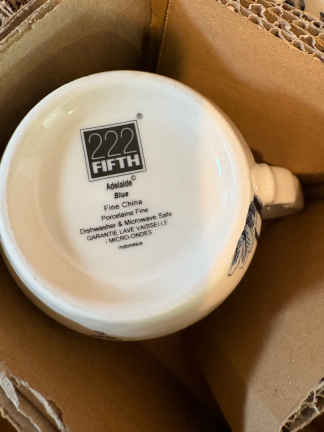 222®
FIFTH
Adelaide©
Blue
Fine China
Porcelaine Fine
Dishwasher & Microwave Safe
GARANTIE LAVE VAISSELLE
/ MICRO-ONDES
Indonesia